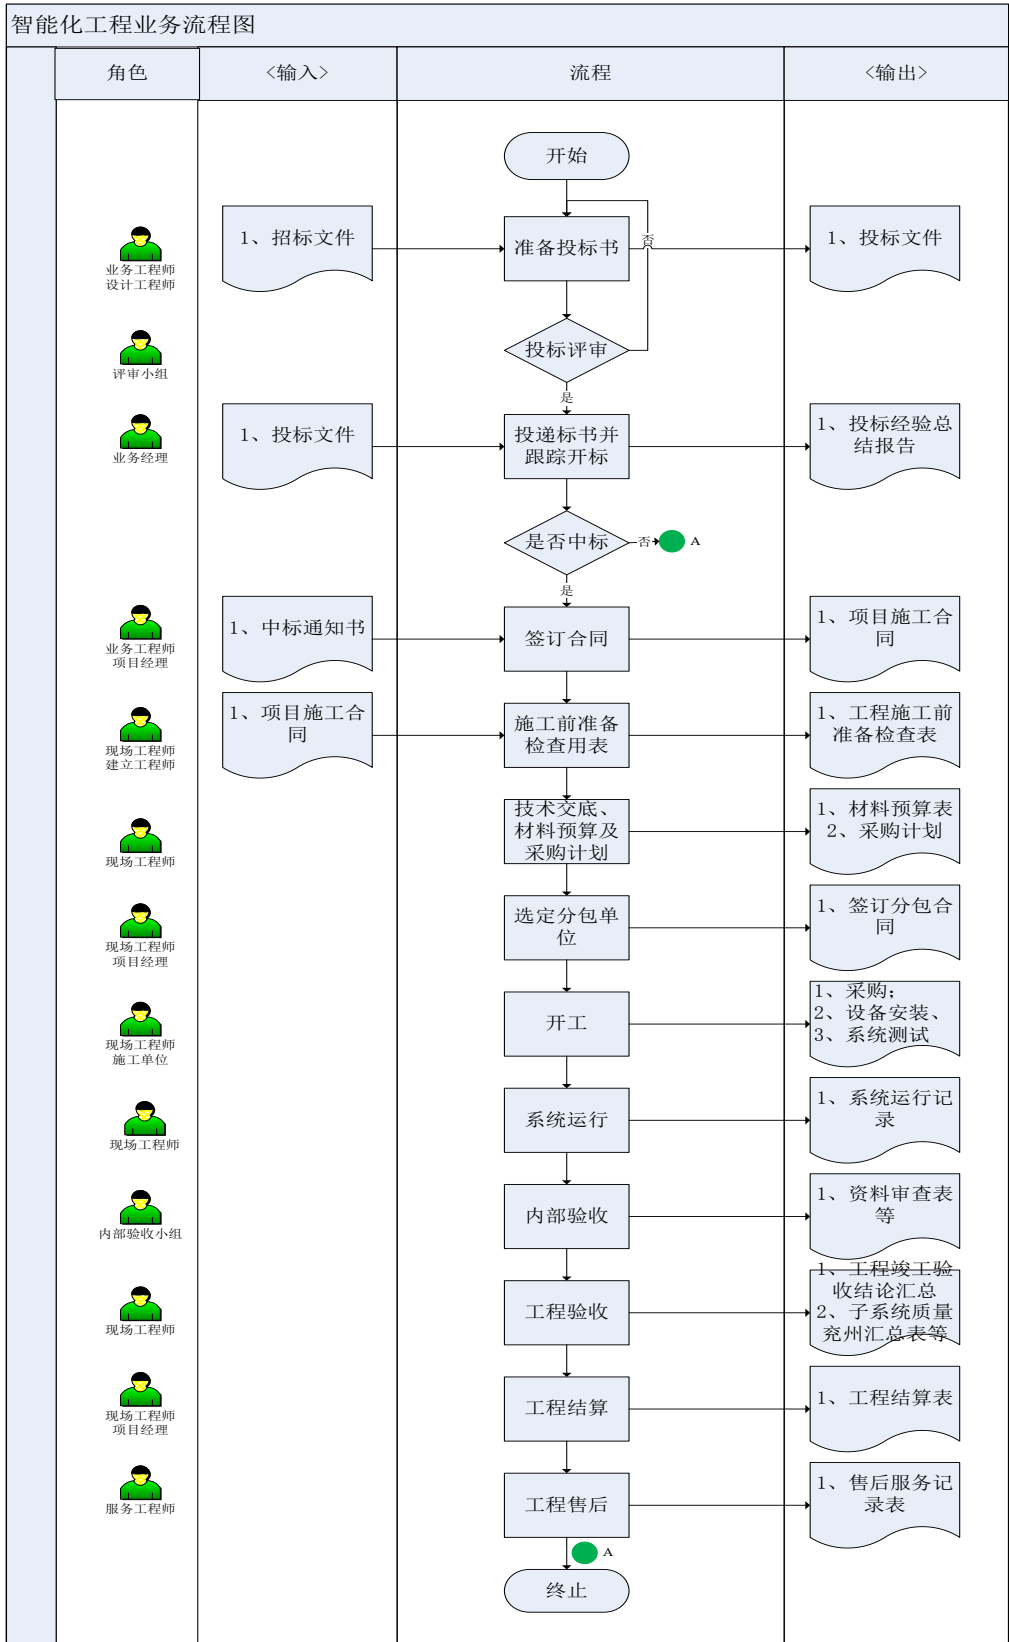 智能化工程业务流程图
角色
<输入>
流程
<输出>
开始
业务工程师
设计工程师
1、招标文件
准备投标书
否
1、投标文件
评审小组
投标评审
是
业务经理
1、投标文件
投递标书并
跟踪开标
1、投标经验总
结报告
是否中标
否
A
是
业务工程师
项目经理
1、中标通知书
签订合同
1、项目施工合
同
现场工程师
建立工程师
1、项目施工合
同
施工前准备
检查用表
1、工程施工前
准备检查表
现场工程师
技术交底、
材料预算及
采购计划
1、材料预算表
2、采购计划
现场工程师
项目经理
选定分包单
位
1、签订分包合
同
现场工程师
施工单位
开工
1、采购;
2、设备安装、
3、系统测试
现场工程师
系统运行
1、系统运行记
录
内部验收小组
内部验收
1、资料审查表
等
现场工程师
工程验收
1、工程竣工验
收结论汇总
2、子系统质量
兖州汇总表等
现场工程师
项目经理
工程结算
1、工程结算表
服务工程师
工程售后
1、售后服务记
录表
A
终止